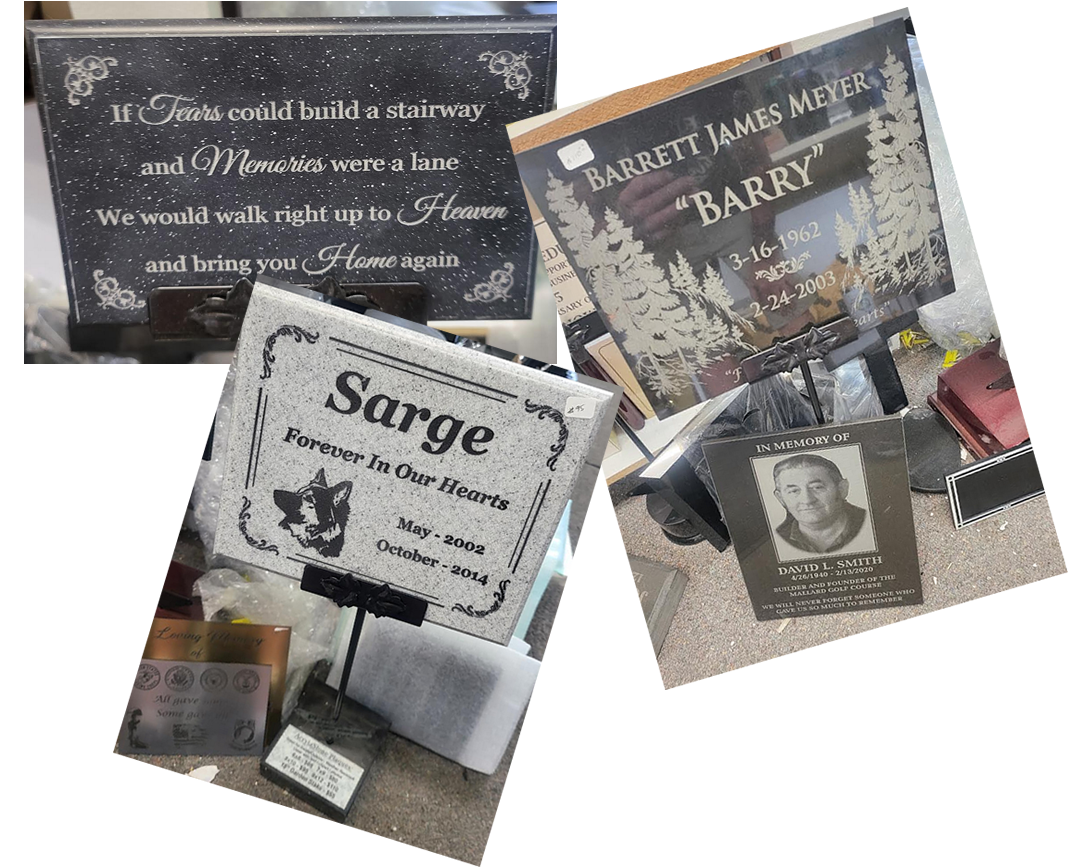 If Tears could build a stairway
and Memories were a lane
We would walk right up to Heaven
and bring you Home again
BARRETT JAMES MEYER
"BARRY"
3-16-1962
2-24-2003
earts"
"F
IN MEMORY OF
DAVID L. SMITH
4/26/1940 - 2/13/2020
BUILDER AND FOUNDER OF THE
MALLARD GOLF COURSE
WE WILL NEVER FORGET SOMEONE WHO
GAVE US SO MUCH TO REMEMBER
Sarge
$95
Forever In Our Hearts
May - 2002
October - 2014
Loving Memory
of
All gave
Some ga